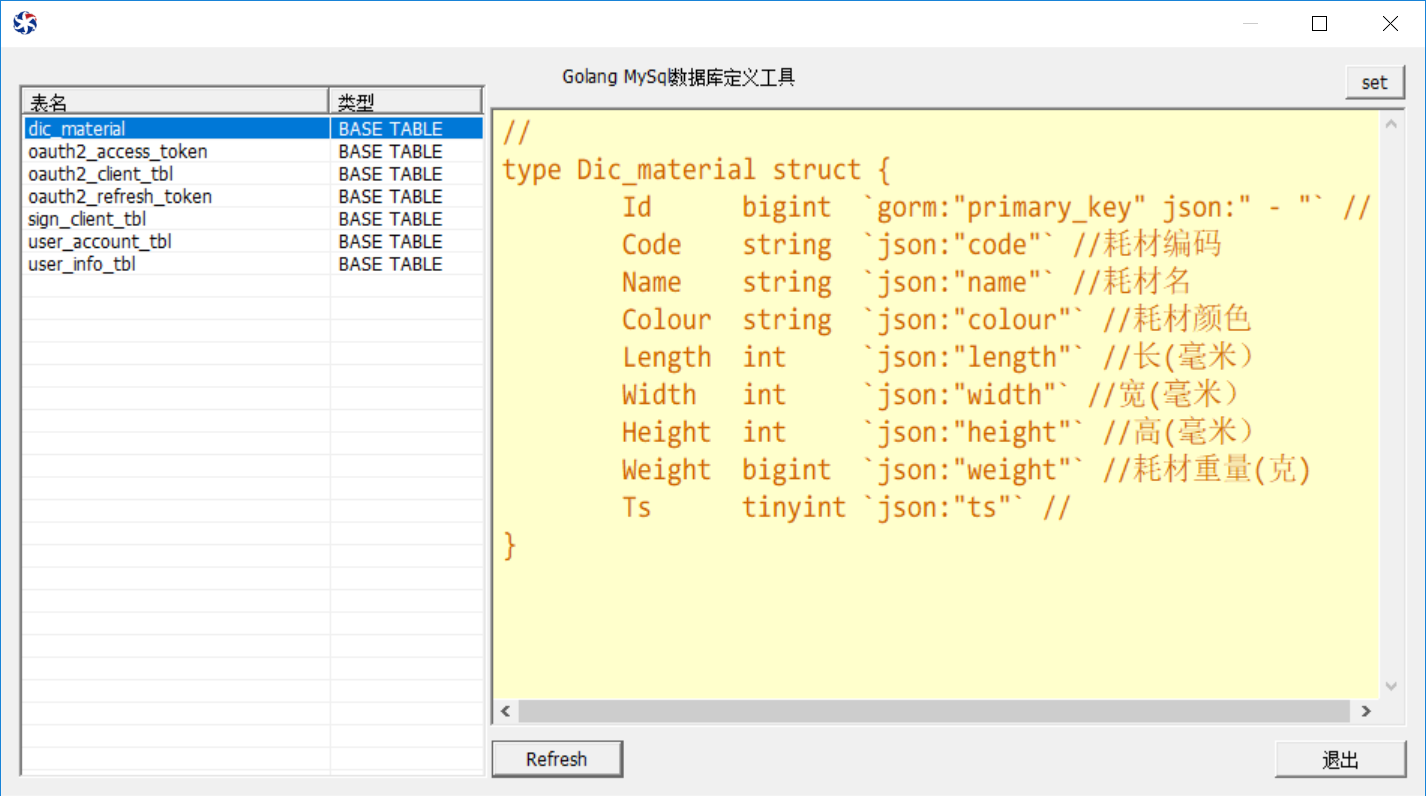 Golang MySql数据库定义工具
set
表名 类型
dic_material BASE TABLE
oauth2_access_token BASE TABLE
oauth2_client_tbl BASE TABLE
oauth2_refresh_token BASE TABLE
sign_client_tbl BASE TABLE
user_account_tbl BASE TABLE
user_info_tbl BASE TABLE
//
type Dic_material struct {
Id bigint `gorm:"primary_key" json:" - "` //
Code string `json:"code"` //耗材编码
Name string `json:"name"` //耗材名
Colour string `json:"colour"` //耗材颜色
Length int `json:"length"` //长(毫米）
Width int `json:"width"` //宽(毫米）
Height int `json:"height"` //高(毫米）
Weight bigint `json:"weight"` //耗材重量(克)
Ts tinyint `json:"ts"` //
}
Refresh
退出